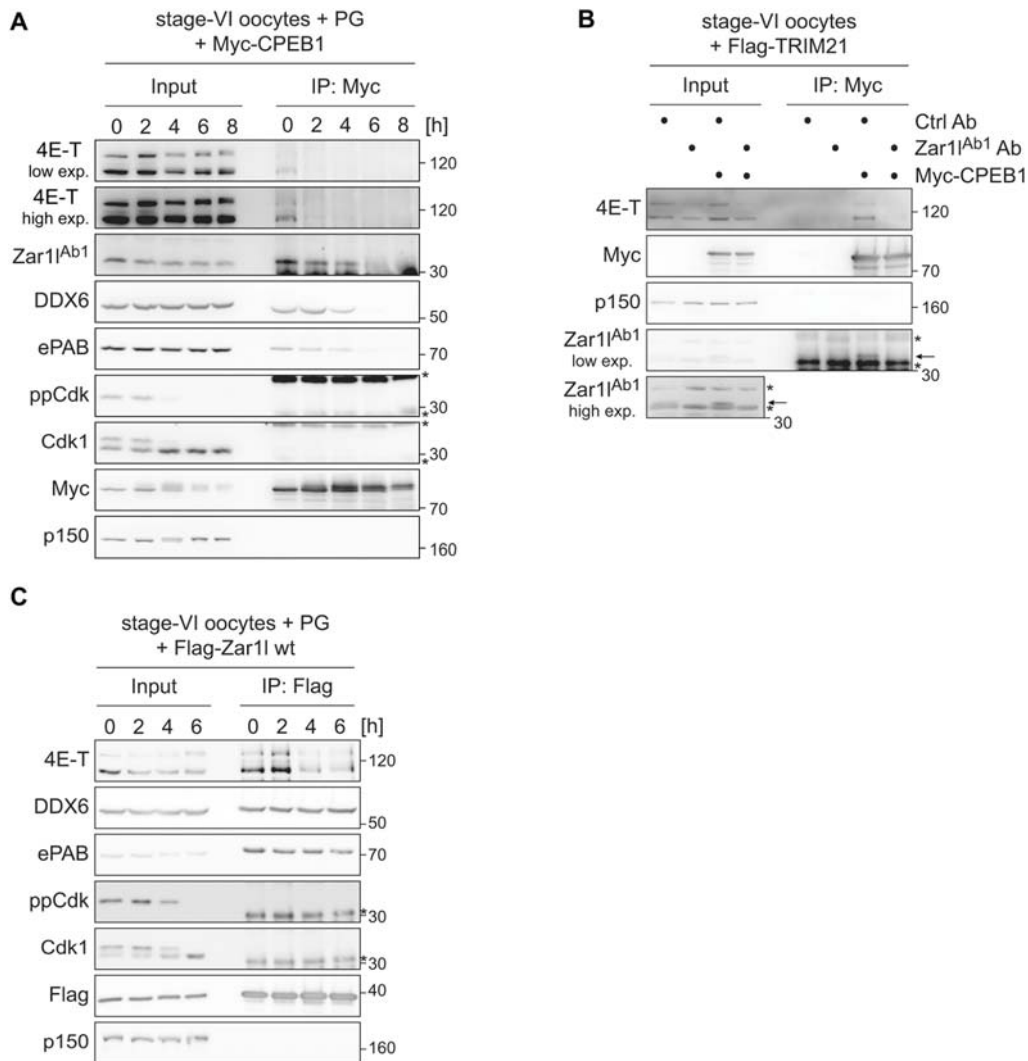 A
stage-VI oocytes + PG
+ Myc-CPEB1
Input IP: Myc
0 2 4 6 8 0 2 4 6 8 [h]
4E-T
low exp.
120
4E-T
high exp.
120
Zar1l^Ab1
30
DDX6
50
ePAB
70
ppCdk
*
30
*
Cdk1
*
30
*
Myc
70
p150
160
B
stage-VI oocytes
+ Flag-TRIM21
Input IP: Myc
Ctrl Ab
Zar1l^Ab1 Ab
Myc-CPEB1
4E-T
120
Myc
70
p150
160
Zar1l^Ab1
low exp.
*
*
30
Zar1l^Ab1
high exp.
*
*
30
C
stage-VI oocytes + PG
+ Flag-Zar1l wt
Input IP: Flag
0 2 4 6 0 2 4 6 [h]
4E-T
120
DDX6
50
ePAB
70
ppCdk
*
30
Cdk1
*
30
Flag
40
p150
160